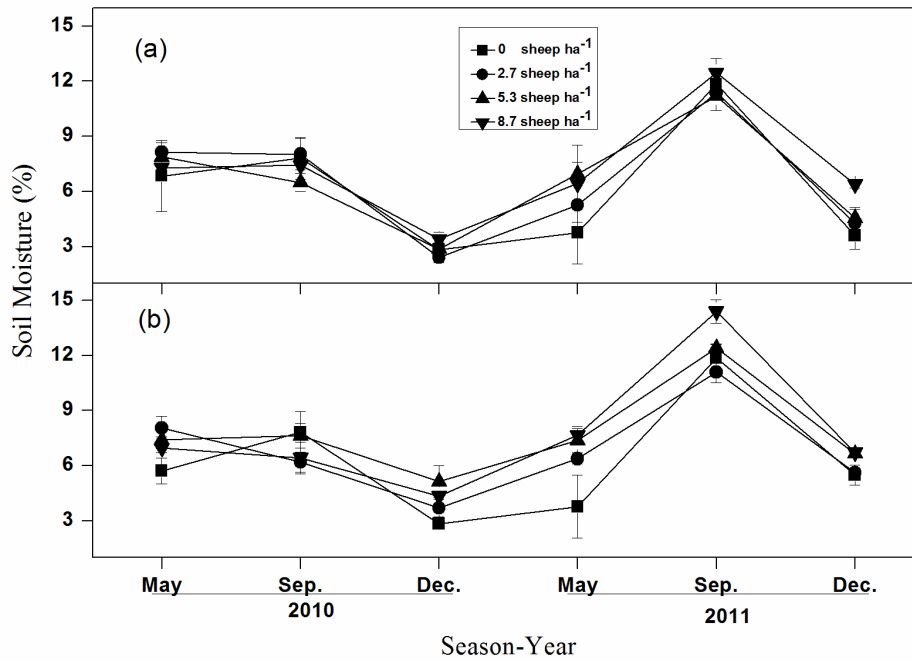 15
12
9
6
3
(a)
0 sheep ha-1
2.7 sheep ha-1
5.3 sheep ha-1
8.7 sheep ha-1
Soil Moisture (%)
15
12
9
6
3
(b)
May Sep. Dec. May Sep. Dec.
2010 2011
Season-Year